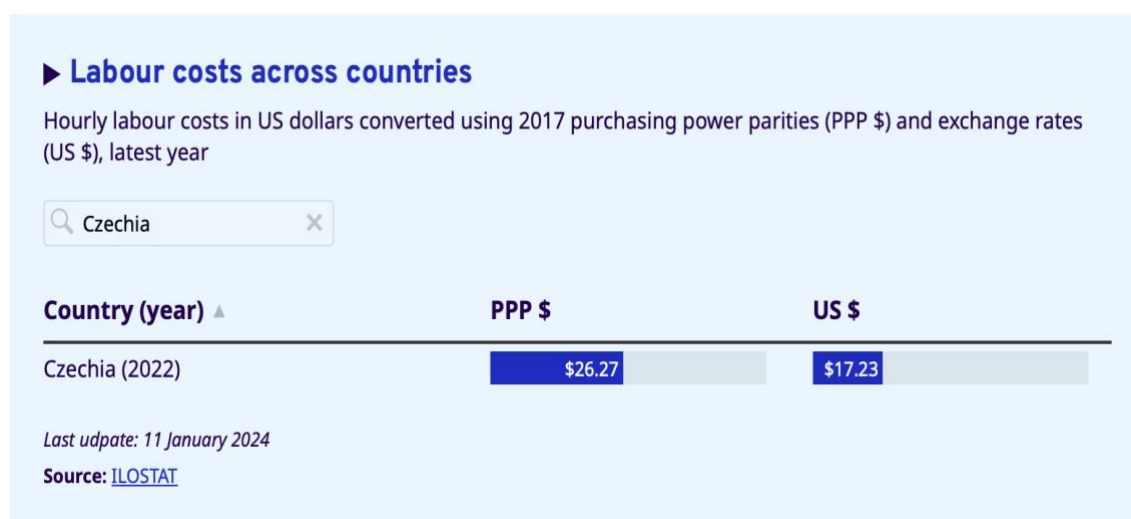 Labour costs across countries
Hourly labour costs in US dollars converted using 2017 purchasing power parities (PPP $) and exchange rates
(US $), latest year
Czechia
Country (year) PPP $ US $
Czechia (2022) $26.27 $17.23
Last udpate: 11 January 2024
Source: ILOSTAT